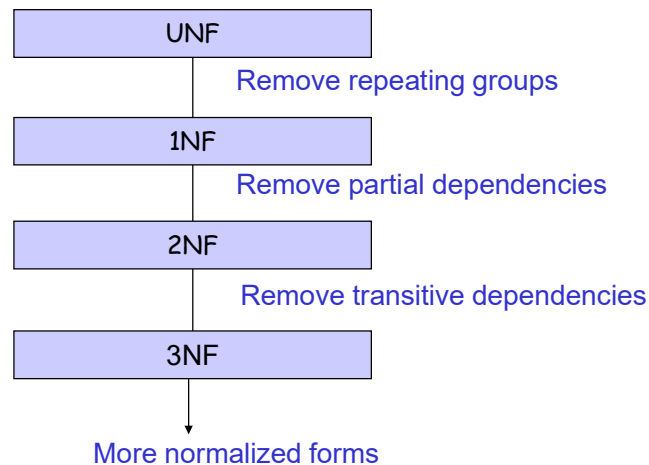 UNF
Remove repeating groups
1NF
Remove partial dependencies
2NF
Remove transitive dependencies
3NF
More normalized forms